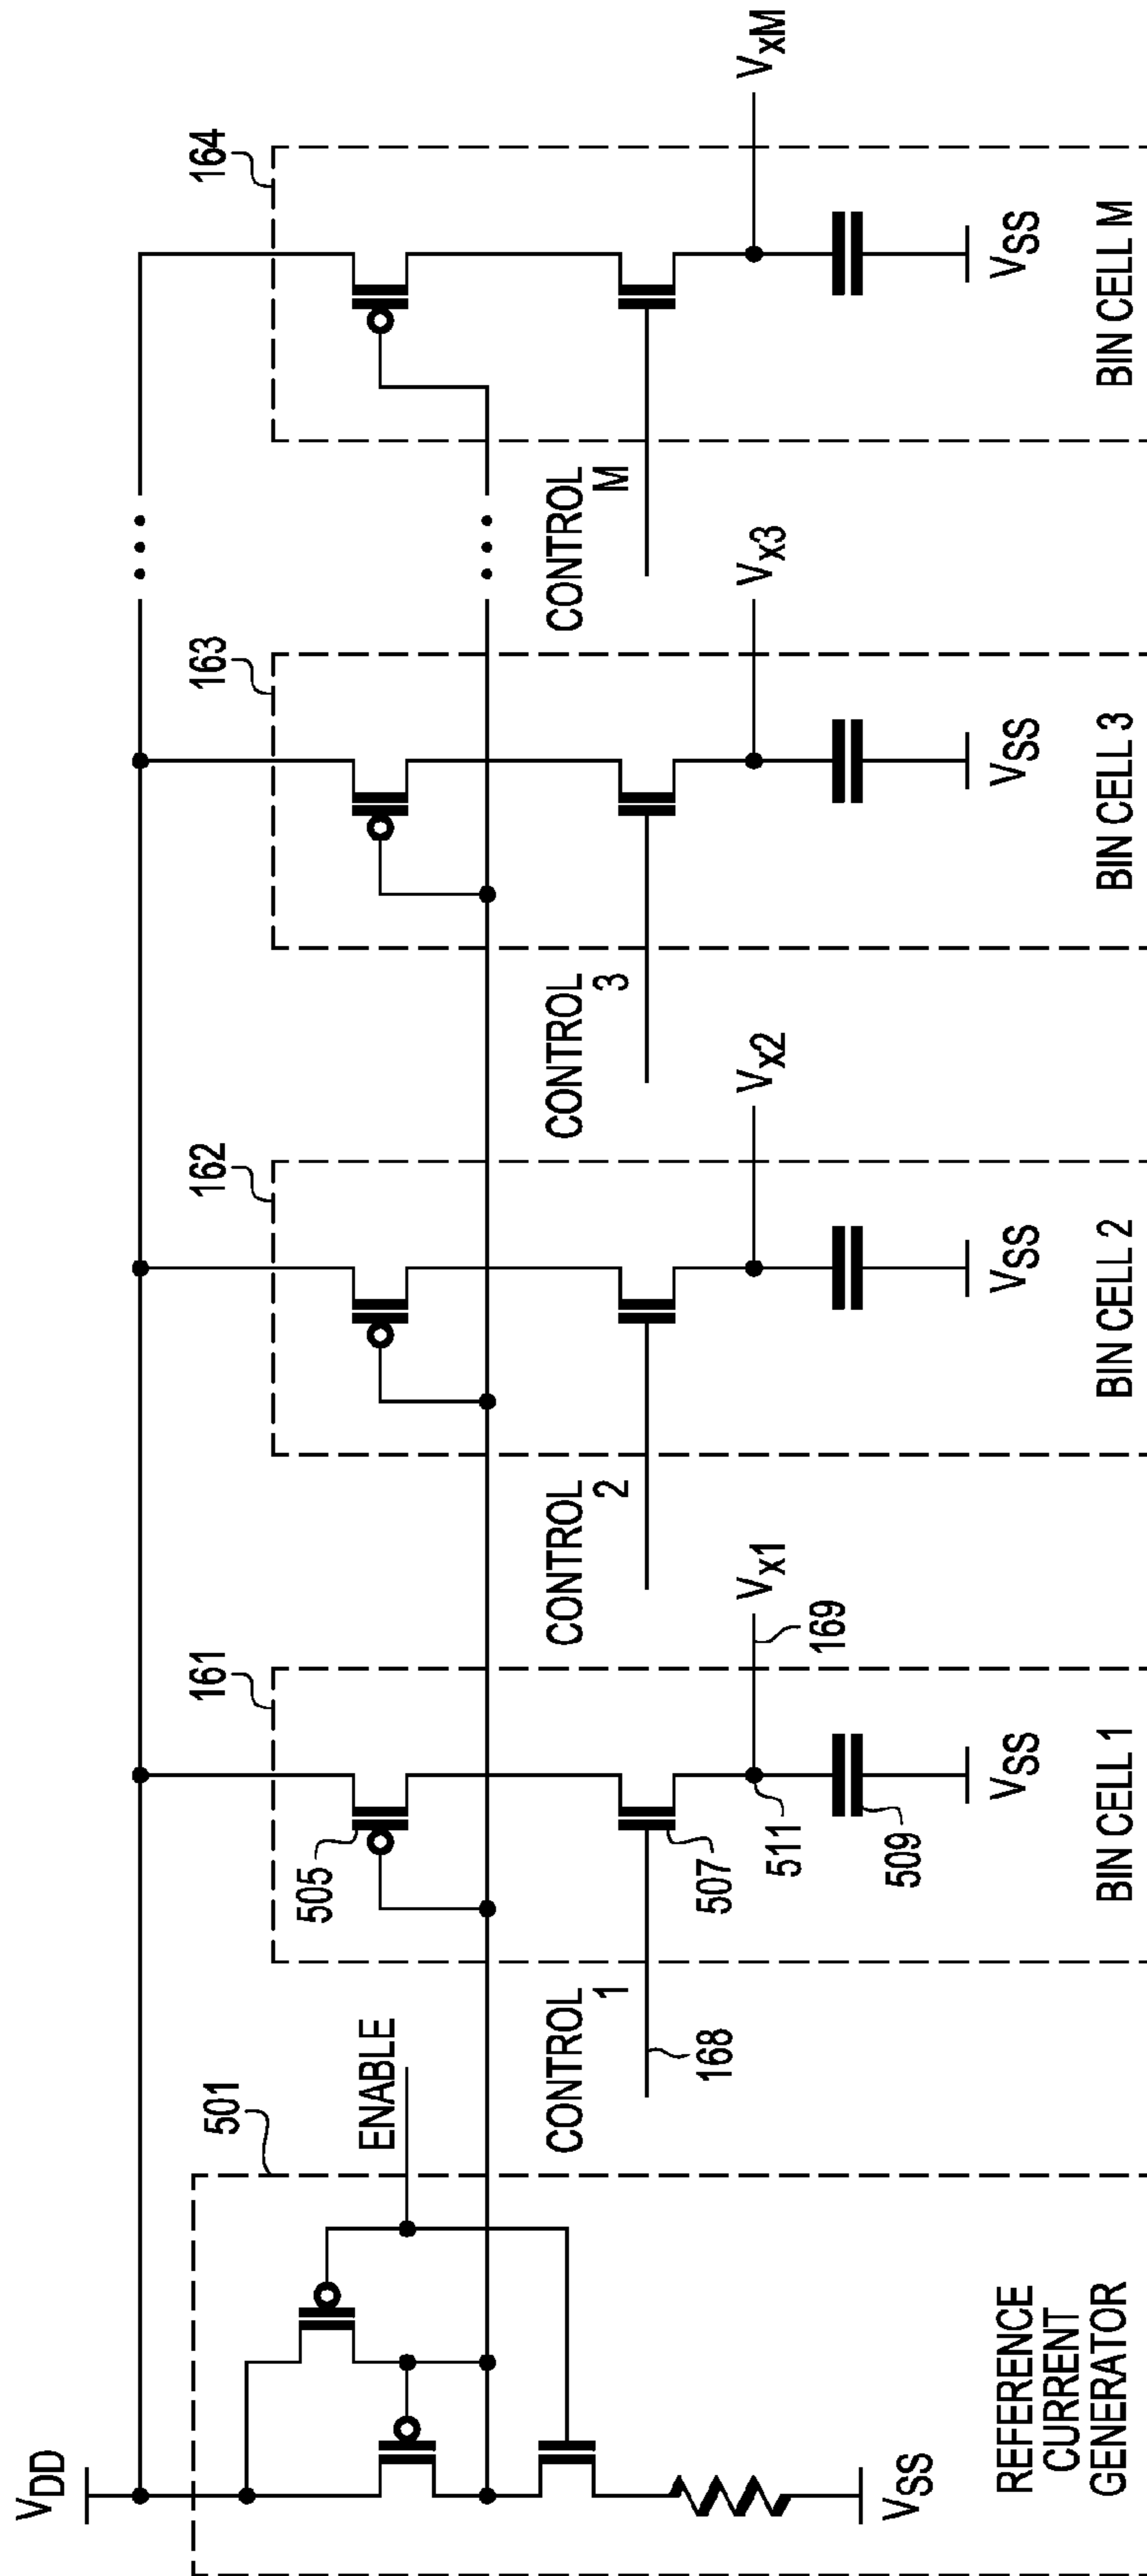 VDD
VSS
REFERENCE
CURRENT
GENERATOR
501
ENABLE
CONTROL
1
168
161
505
507
511
509
169
Vx1
VSS
BIN CELL 1
CONTROL
2
162
Vx2
VSS
BIN CELL 2
CONTROL
3
163
Vx3
VSS
BIN CELL 3
CONTROL
M
164
VxM
VSS
BIN CELL M